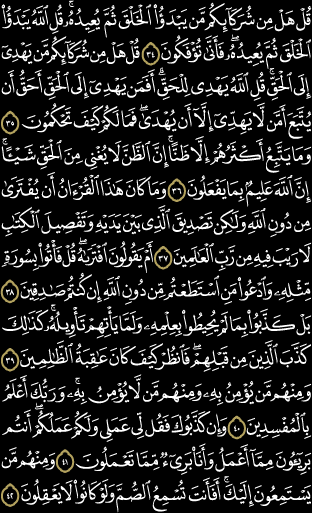 قُلْ هَلْ مِن شُرَكَآئِكُم مَّن يَبْدَؤُا۟ ٱلْخَلْقَ ثُمَّ يُعِيدُهُۥ ۚ قُلِ ٱللَّهُ يَبْدَؤُا۟
ٱلْخَلْقَ ثُمَّ يُعِيدُهُۥ ۖ فَأَنَّىٰ تُؤْفَكُونَ ٣٤ قُلْ هَلْ مِن شُرَكَآئِكُم مَّن يَهْدِىٓ
إِلَى ٱلْحَقِّ ۚ قُلِ ٱللَّهُ يَهْدِى لِلْحَقِّ ۗ أَفَمَن يَهْدِىٓ إِلَى ٱلْحَقِّ أَحَقُّ أَن
يُتَّبَعَ أَمَّن لَّا يَهِدِّىٓ إِلَّآ أَن يُهْدَىٰ ۖ فَمَا لَكُمْ كَيْفَ تَحْكُمُونَ ٣٥
وَمَا يَتَّبِعُ أَكْثَرُهُمْ إِلَّا ظَنًّا ۚ إِنَّ ٱلظَّنَّ لَا يُغْنِى مِنَ ٱلْحَقِّ شَيْـًٔا ۚ
إِنَّ ٱللَّهَ عَلِيمٌۢ بِمَا يَفْعَلُونَ ٣٦ وَمَا كَانَ هَـٰذَا ٱلْقُرْءَانُ أَن يُفْتَرَىٰ
مِن دُونِ ٱللَّهِ وَلَـٰكِن تَصْدِيقَ ٱلَّذِى بَيْنَ يَدَيْهِ وَتَفْصِيلَ ٱلْكِتَـٰبِ
لَا رَيْبَ فِيهِ مِن رَّبِّ ٱلْعَـٰلَمِينَ ٣٧ أَمْ يَقُولُونَ ٱفْتَرَىٰهُ ۖ قُلْ فَأْتُوا۟ بِسُورَةٍ
مِّثْلِهِۦ وَٱدْعُوا۟ مَنِ ٱسْتَطَعْتُم مِّن دُونِ ٱللَّهِ إِن كُنتُمْ صَـٰدِقِينَ ٣٨
بَلْ كَذَّبُوا۟ بِمَا لَمْ يُحِيطُوا۟ بِعِلْمِهِۦ وَلَمَّا يَأْتِهِمْ تَأْوِيلُهُۥ ۚ كَذَٰلِكَ
كَذَّبَ ٱلَّذِينَ مِن قَبْلِهِمْ ۖ فَٱنظُرْ كَيْفَ كَانَ عَـٰقِبَةُ ٱلظَّـٰلِمِينَ ٣٩
وَمِنْهُم مَّن يُؤْمِنُ بِهِۦ وَمِنْهُم مَّن لَّا يُؤْمِنُ بِهِۦ ۚ وَرَبُّكَ أَعْلَمُ
بِٱلْمُفْسِدِينَ ٤٠ وَإِن كَذَّبُوكَ فَقُل لِّى عَمَلِى وَلَكُمْ عَمَلُكُمْ ۖ أَنتُم
بَرِيٓـُٔونَ مِمَّآ أَعْمَلُ وَأَنَا۠ بَرِىٓءٌ مِّمَّا تَعْمَلُونَ ٤١ وَمِنْهُم مَّن
يَسْتَمِعُونَ إِلَيْكَ ۚ أَفَأَنتَ تُسْمِعُ ٱلصُّمَّ وَلَوْ كَانُوا۟ لَا يَعْقِلُونَ ٤٢